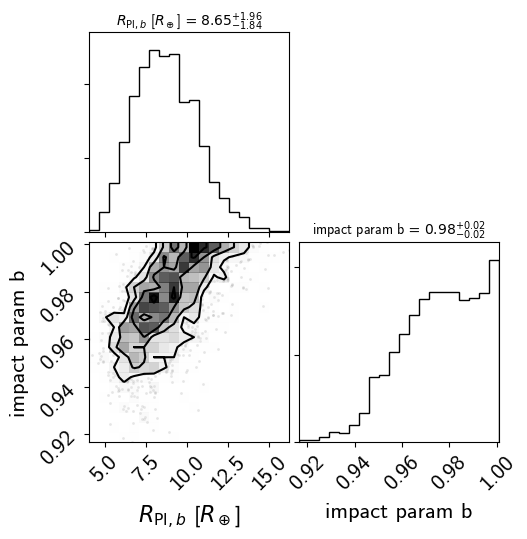 R_{Pl,b} [R_⊕] = 8.65^{+1.96}_{-1.84}
impact param b = 0.98^{+0.02}_{-0.02}
impact param b
1.00
0.98
0.96
0.94
0.92
5.0 7.5 10.0 12.5 15.0
0.92 0.94 0.96 0.98 1.00
R_{Pl,b} [R_⊕]
impact param b